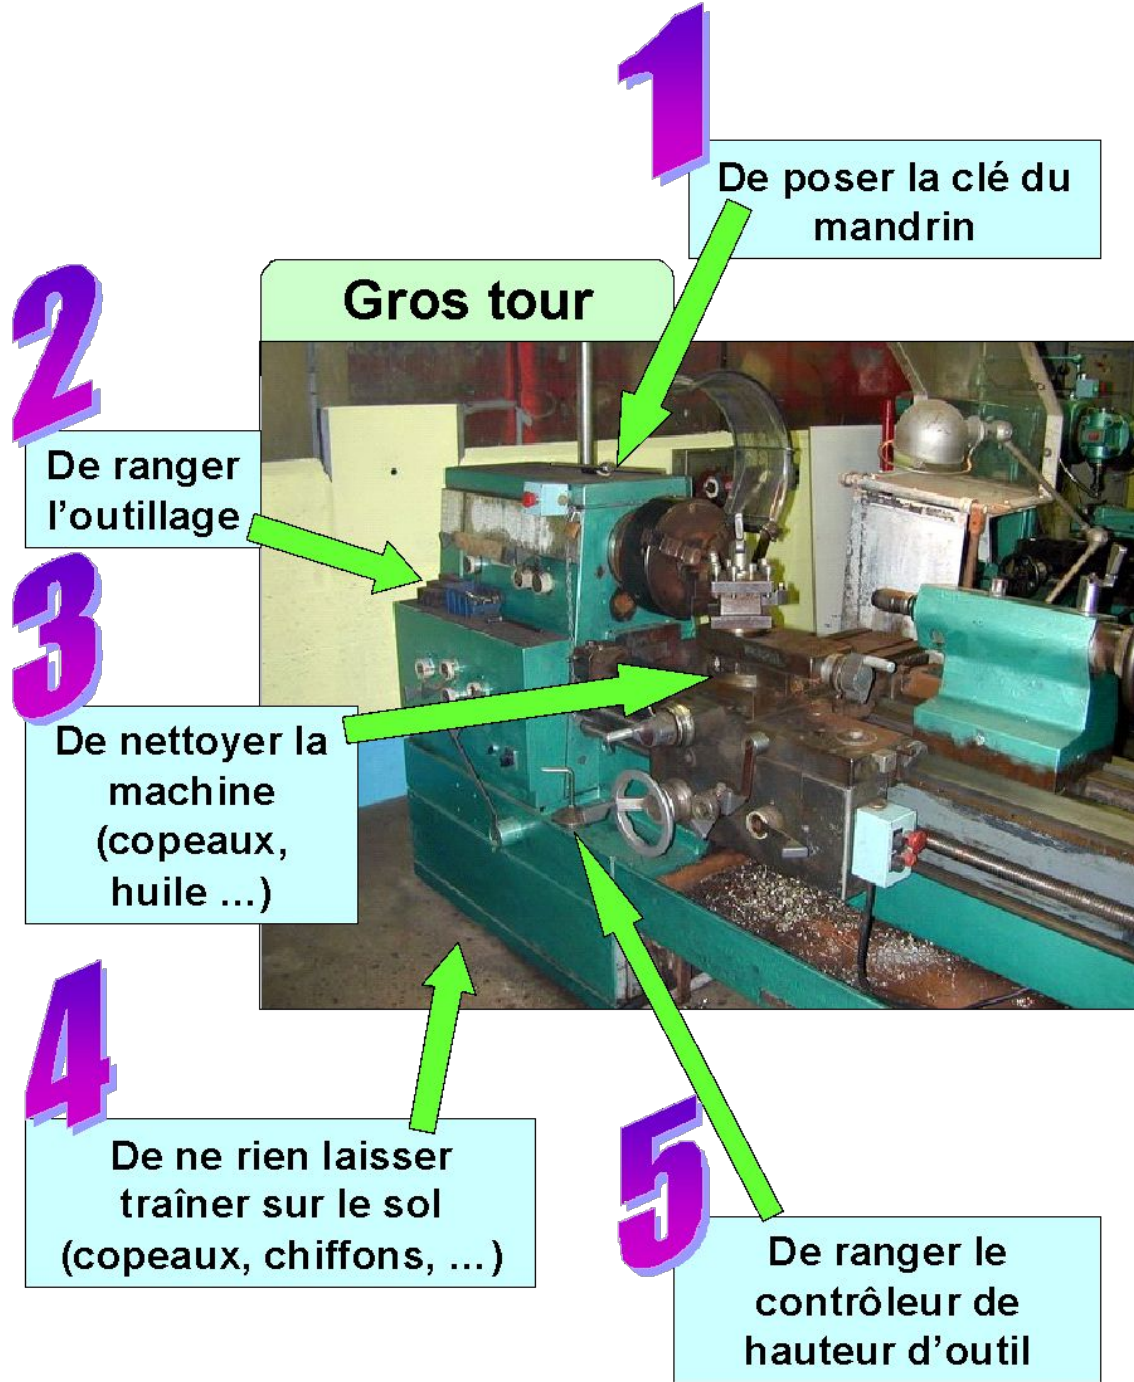 1
De poser la clé du
mandrin
Gros tour
2
De ranger
l'outillage
3
De nettoyer la
machine
(copeaux,
huile ...)
4
De ne rien laisser
traîner sur le sol
(copeaux, chiffons, ...)
5
De ranger le
contrôleur de
hauteur d'outil